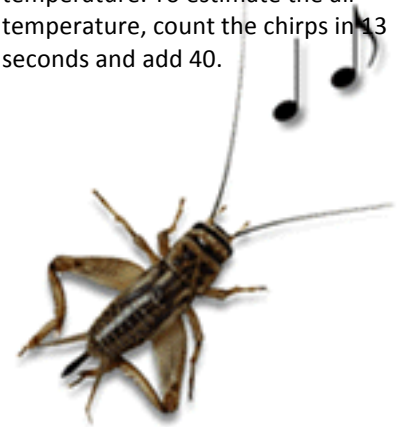 temperature. To estimate the air
temperature, count the chirps in 13
seconds and add 40.